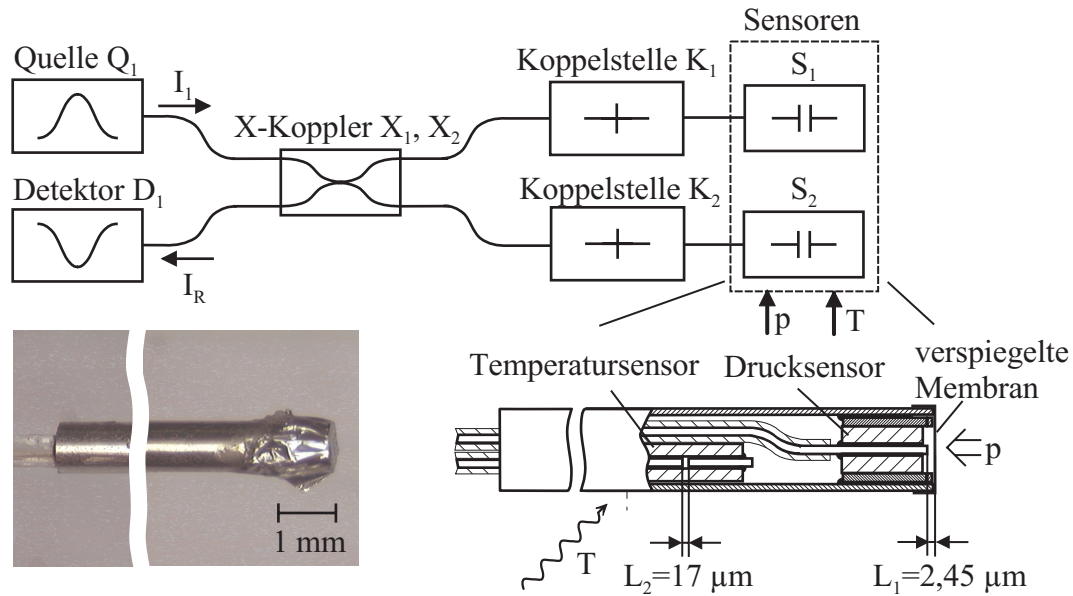 Sensoren
Quelle Q₁
I₁
Koppelstelle K₁
S₁
X-Koppler X₁, X₂
Detektor D₁
I_R
Koppelstelle K₂
S₂
p
T
Temperatursensor
Drucksensor
verspiegelte
Membran
p
1 mm
T
L₂=17 µm
L₁=2,45 µm